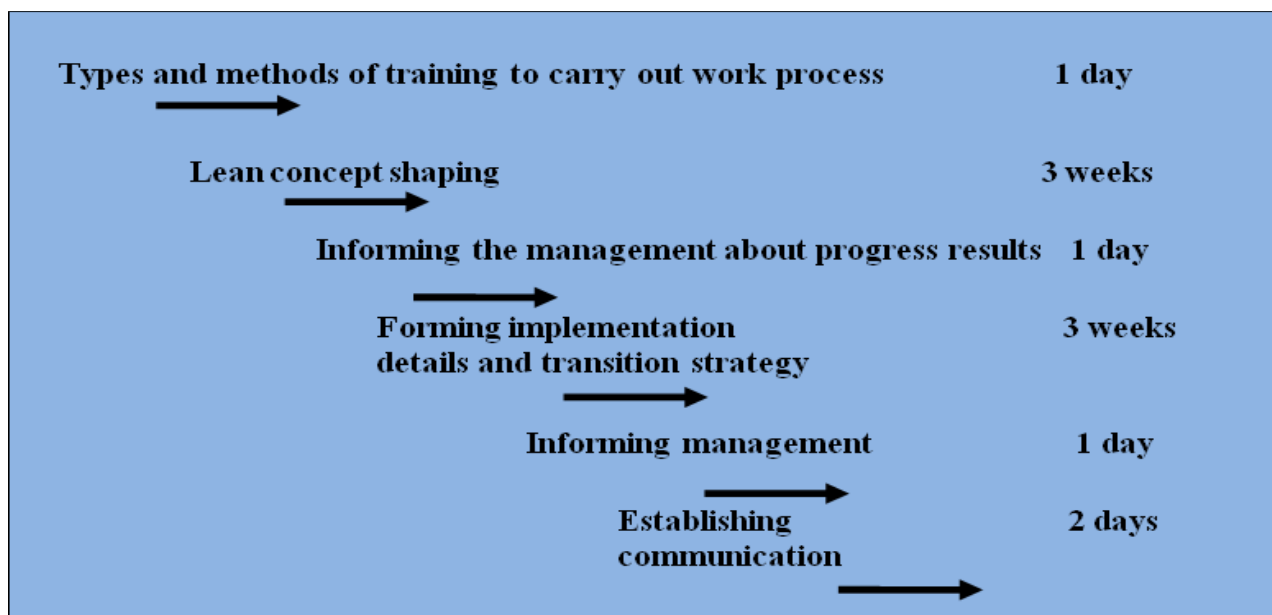 Types and methods of training to carry out work process 1 day
Lean concept shaping 3 weeks
Informing the management about progress results 1 day
Forming implementation 3 weeks
details and transition strategy
Informing management 1 day
Establishing 2 days
communication